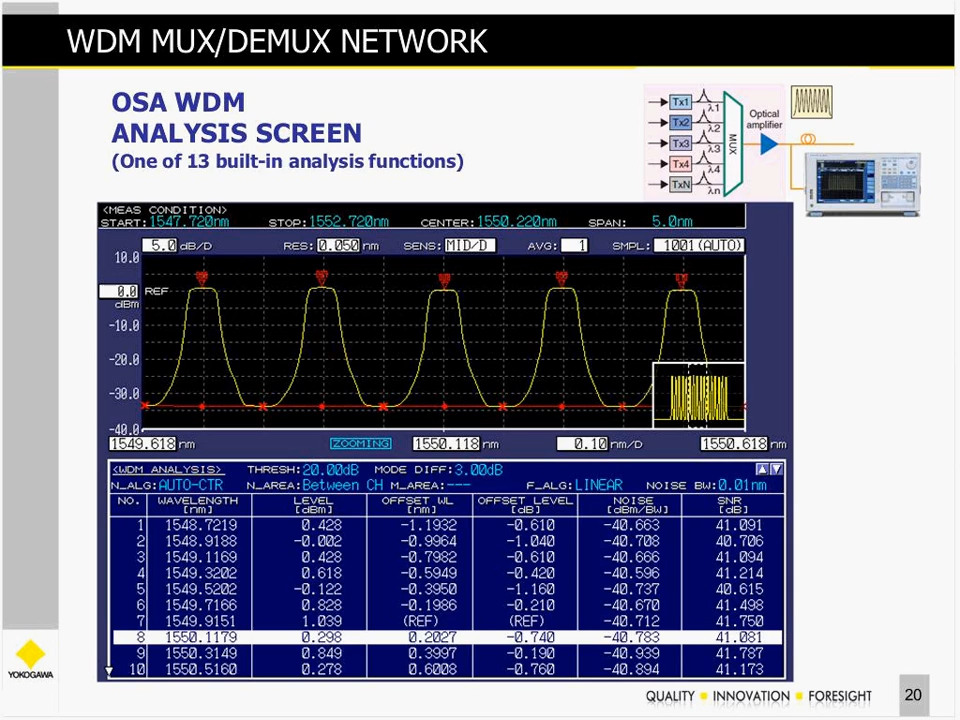 WDM MUX/DEMUX NETWORK
OSA WDM
ANALYSIS SCREEN
(One of 13 built-in analysis functions)
Tx1 λ1
Tx2 λ2
Tx3 λ3
Tx4 λ4
TxN λn
MUX
Optical
amplifier
<MEAS CONDITION>
START:1547.720nm STOP:1552.720nm CENTER:1550.220nm SPAN: 5.0nm
5.0 dB/D RES:0.050 nm SENS:MID/D AVG: 1 SMPL: 1001(AUTO)
10.0
0.0 REF
dBm
-10.0
-20.0
-30.0
-40.0
1549.618 nm ZOOMING 1550.118 nm 0.10 nm/D 1550.618 nm
<WDM ANALYSIS> THRESH:20.00dB MODE DIFF:3.00dB
N_ALG:AUTO-CTR N_AREA:Between CH M_AREA:--- F_ALG:LINEAR NOISE BW:0.01nm
NO. WAVELENGTH LEVEL OFFSET WL OFFSET LEVEL NOISE SNR
[nm] [dBm] [nm] [dB] [dBm/BW] [dB]
1 1548.7219 0.428 -1.1932 -0.610 -40.663 41.091
2 1548.9188 -0.002 -0.9964 -1.040 -40.708 40.706
3 1549.1169 0.428 -0.7982 -0.610 -40.666 41.094
4 1549.3202 0.618 -0.5949 -0.420 -40.596 41.214
5 1549.5202 -0.122 -0.3950 -1.160 -40.737 40.615
6 1549.7166 0.828 -0.1986 -0.210 -40.670 41.498
7 1549.9151 1.039 (REF) (REF) -40.712 41.750
8 1550.1179 0.298 0.2027 -0.740 -40.783 41.081
9 1550.3149 0.849 0.3997 -0.190 -40.939 41.787
10 1550.5160 0.278 0.6008 -0.760 -40.894 41.173
YOKOGAWA
QUALITY ■ INNOVATION ■ FORESIGHT
20